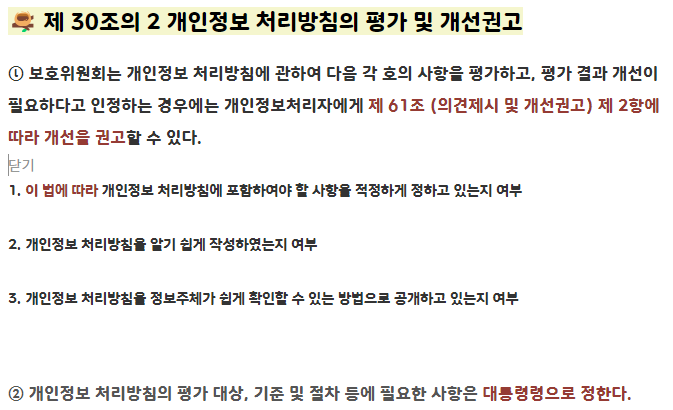 제 30조의 2 개인정보 처리방침의 평가 및 개선권고
① 보호위원회는 개인정보 처리방침에 관하여 다음 각 호의 사항을 평가하고, 평가 결과 개선이
필요하다고 인정하는 경우에는 개인정보처리자에게 제 61조 (의견제시 및 개선권고) 제 2항에
따라 개선을 권고할 수 있다.
닫기
1. 이 법에 따라 개인정보 처리방침에 포함하여야 할 사항을 적정하게 정하고 있는지 여부
2. 개인정보 처리방침을 알기 쉽게 작성하였는지 여부
3. 개인정보 처리방침을 정보주체가 쉽게 확인할 수 있는 방법으로 공개하고 있는지 여부
② 개인정보 처리방침의 평가 대상, 기준 및 절차 등에 필요한 사항은 대통령령으로 정한다.